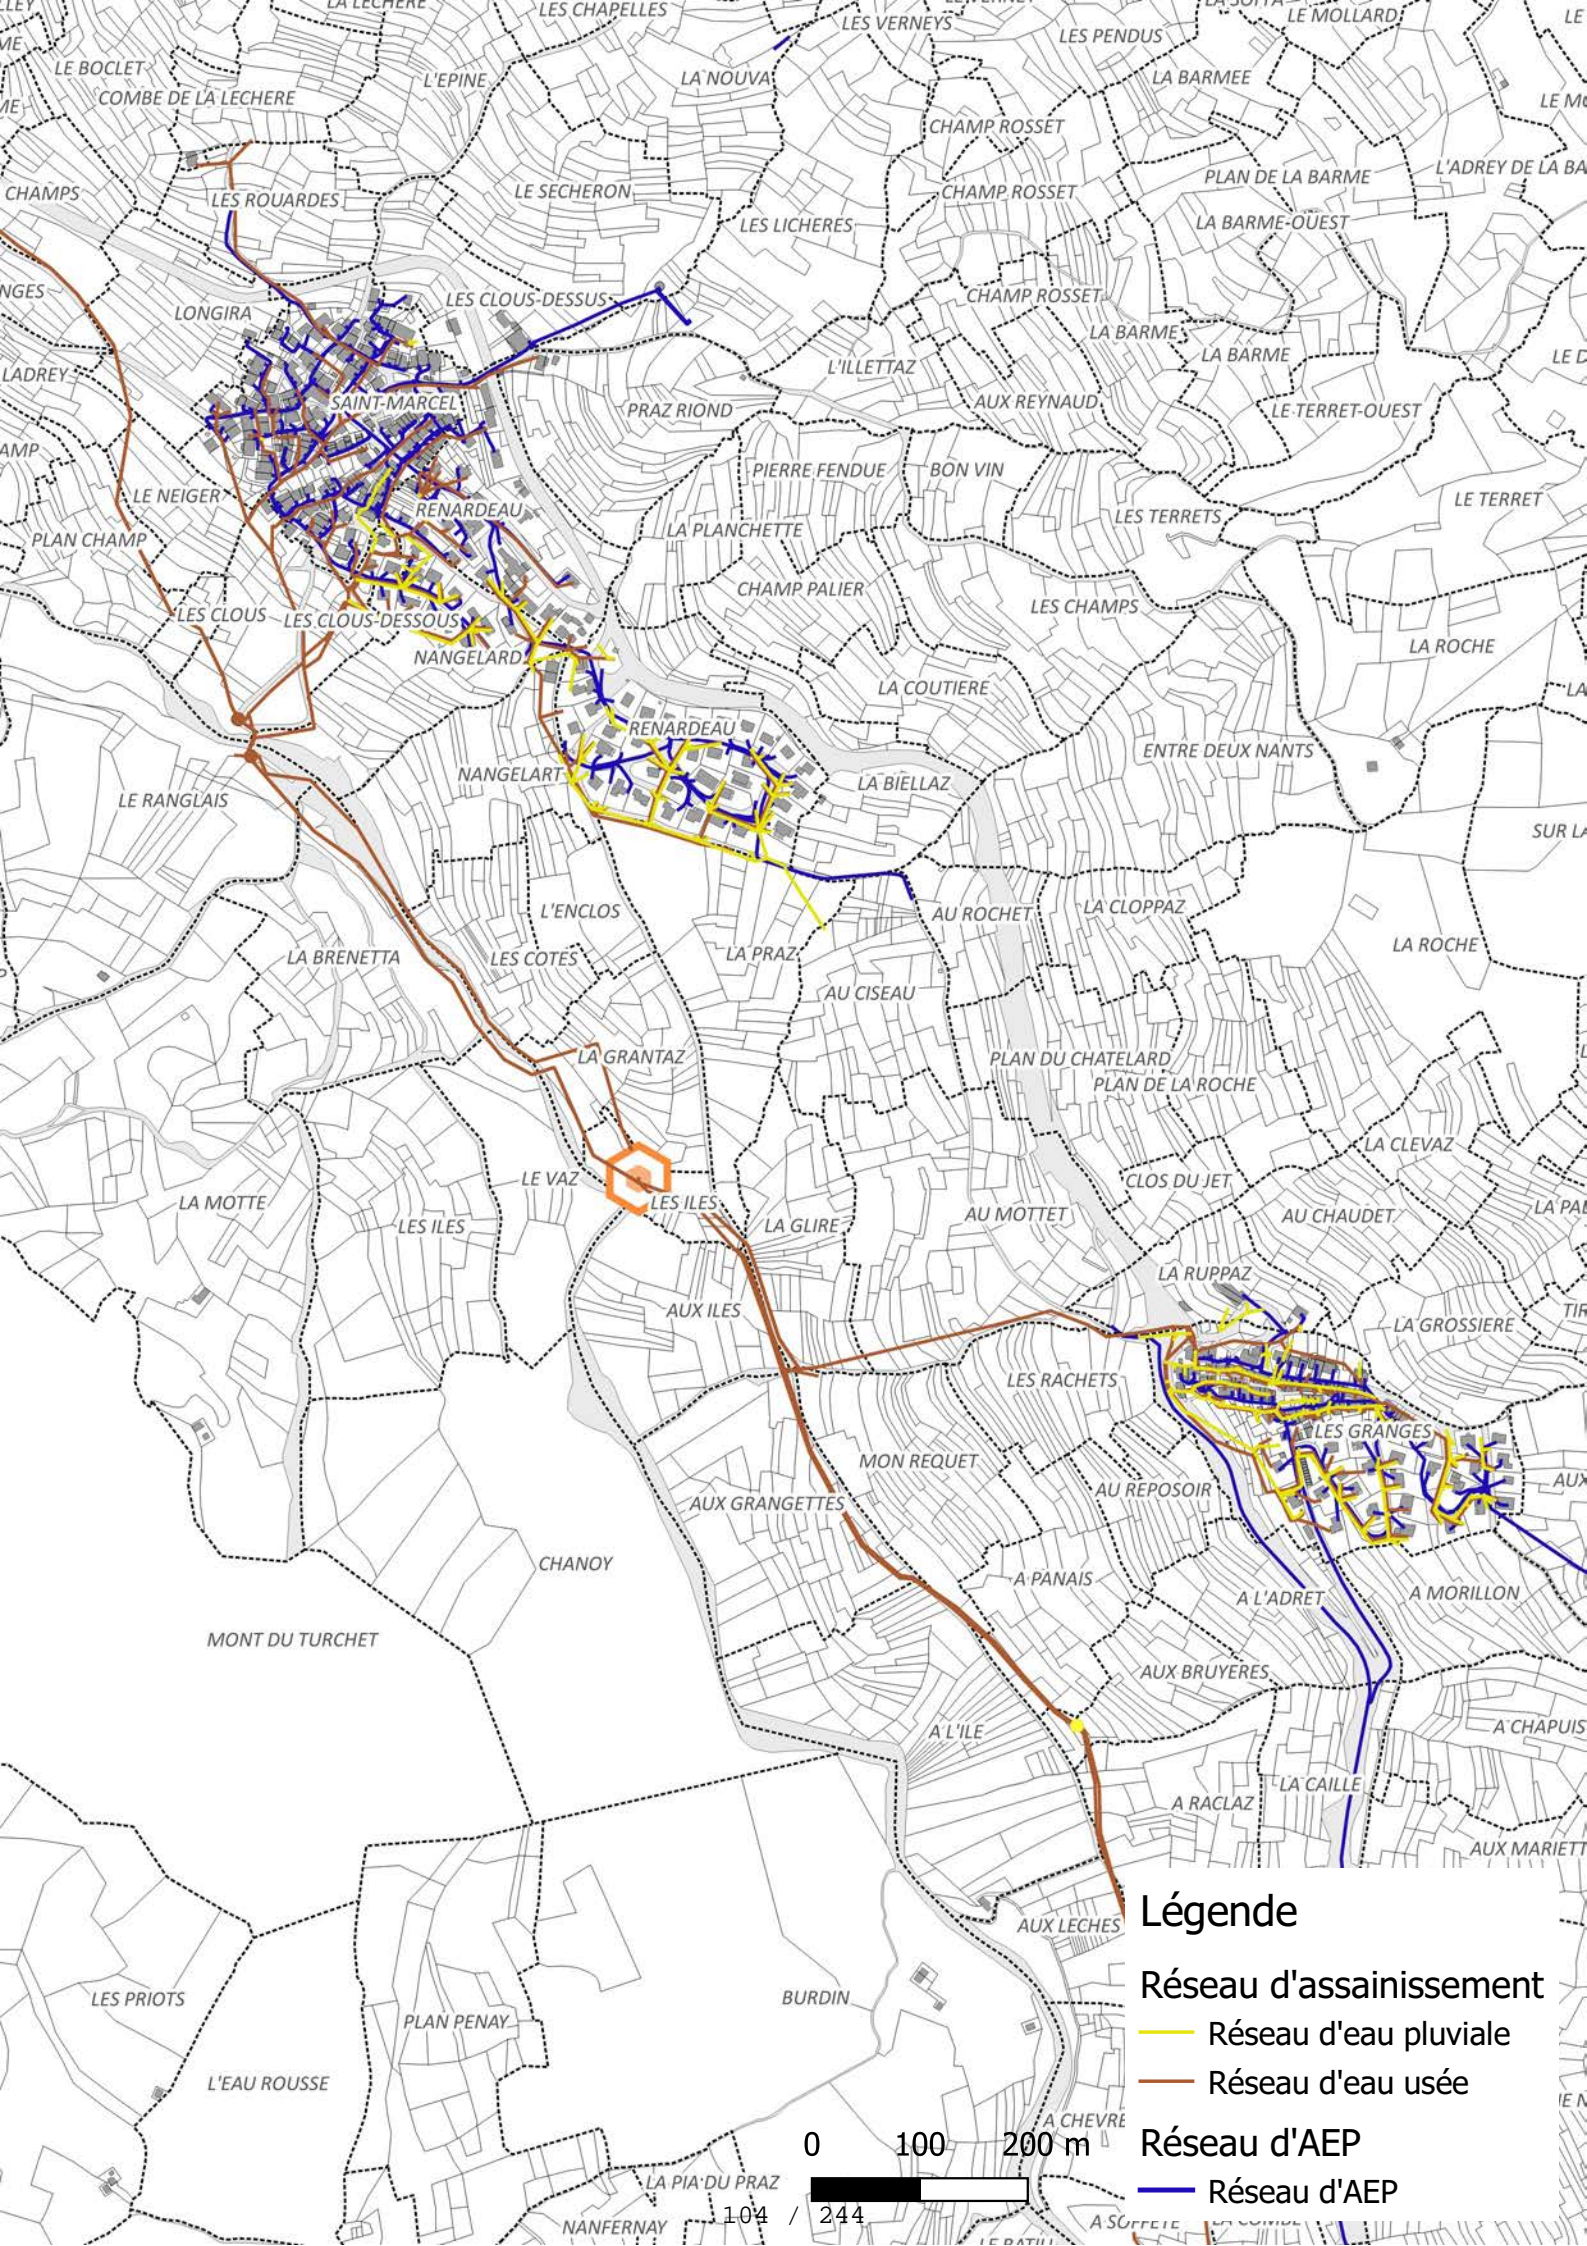 LA LECHERE
LES CHAPELLES
LES VERNEYS
LES PENDUS
LE MOLLARD
LE BOCLET
L'EPINE
LA NOUVA
LA BARMEE
COMBE DE LA LECHERE
CHAMP ROSSET
L'ADREY DE LA BA
PLAN DE LA BARME
CHAMPS
LES ROUARDES
LE SECHERON
CHAMP ROSSET
LES LICHERES
LA BARME-OUEST
NGES
LONGIRA
LES CLOUS-DESSUS
CHAMP ROSSET
LA BARME
LA BARME
LADREY
L'ILLETTAZ
SAINT-MARCEL
PRAZ RIOND
AUX REYNAUD
LE TERRET-OUEST
AMP
PIERRE FENDUE
BON VIN
LE NEIGER
RENARDEAU
LES TERRETS
LE TERRET
PLAN CHAMP
LA PLANCHETTE
CHAMP PALIER
LES CHAMPS
LES CLOUS
LES CLOUS-DESSOUS
NANGELARD
LA ROCHE
LA COUTIERE
RENARDEAU
ENTRE DEUX NANTS
NANGELART
LA BIELLAZ
LE RANGLAIS
SUR LA
L'ENCLOS
AU ROCHET
LA CLOPPAZ
LA BRENETTA
LES COTES
LA PRAZ
LA ROCHE
AU CISEAU
LA GRANTAZ
PLAN DU CHATELARD
PLAN DE LA ROCHE
LA CLEVAZ
LE VAZ
CLOS DU JET
LA MOTTE
LES ILES
LES ILES
LA GLIRE
AU MOTTET
AU CHAUDET
LA PAL
LA RUPPAZ
AUX ILES
LA GROSSIERE
TIR
LES RACHETS
LES GRANGES
MON REQUET
AU REPOSOIR
AUX
AUX GRANGETTES
CHANOY
A PANAIS
A L'ADRET
A MORILLON
MONT DU TURCHET
AUX BRUYERES
A L'ILE
A CHAPUIS
LA CAILLE
A RACLAZ
AUX MARIETT
AUX LECHES
Légende
Réseau d'assainissement
LES PRIOTS
BURDIN
PLAN PENAY
Réseau d'eau pluviale
L'EAU ROUSSE
Réseau d'eau usée
A CHEVRE
0 100 200 m
Réseau d'AEP
LA PIA DU PRAZ
Réseau d'AEP
104 / 244
NANFERNAY
A SOFFETE